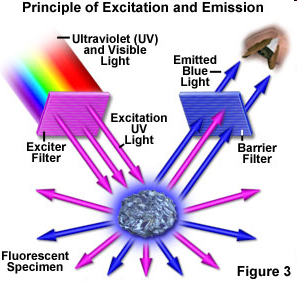 Principle of Excitation and Emission
Ultraviolet (UV)
and Visible
Light
Emitted
Blue
Light
Excitation
UV
Light
Exciter
Filter
Barrier
Filter
Fluorescent
Specimen
Figure 3